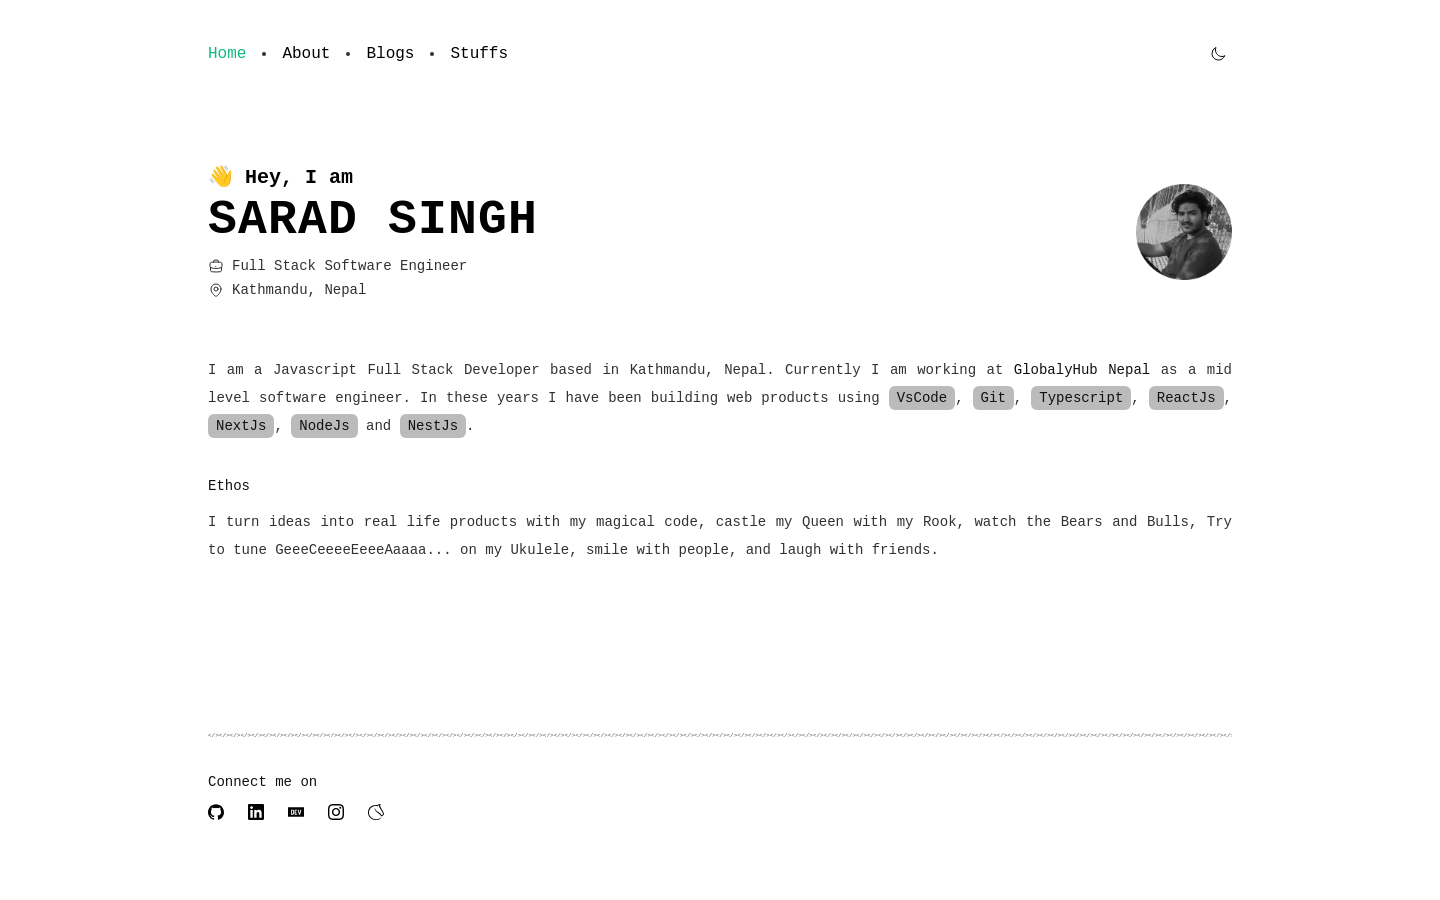 Home • About • Blogs • Stuffs
👋 Hey, I am
SARAD SINGH
Full Stack Software Engineer
Kathmandu, Nepal
I am a Javascript Full Stack Developer based in Kathmandu, Nepal. Currently I am working at GlobalyHub Nepal as a mid
level software engineer. In these years I have been building web products using VsCode, Git, Typescript, ReactJs,
NextJs, NodeJs and NestJs.
Ethos
I turn ideas into real life products with my magical code, castle my Queen with my Rook, watch the Bears and Bulls, Try
to tune GeeeCeeeeEeeeAaaaa... on my Ukulele, smile with people, and laugh with friends.
Connect me on
DEV